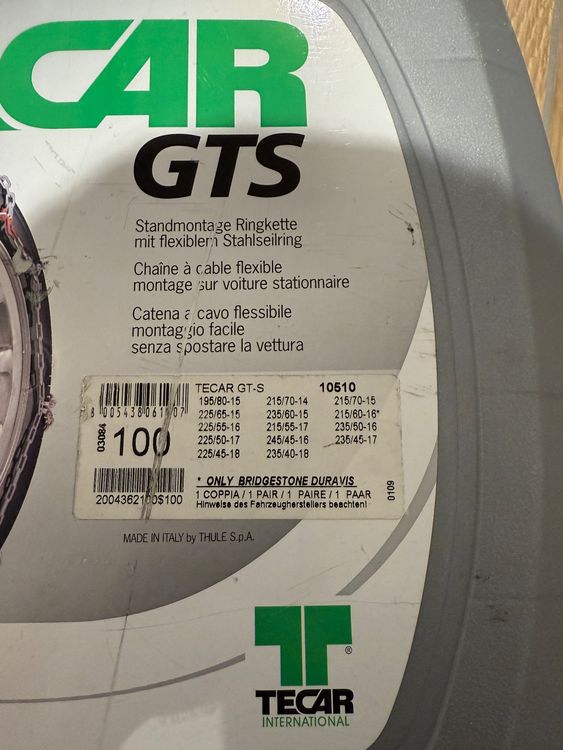 CAR
GTS
Standmontage Ringkette
mit flexiblem Stahlseilring
Chaîne à cable flexible
montage sur voiture stationnaire
Catena a cavo flessibile
montaggio facile
senza spostare la vettura
TECAR GT-S 10510
195/80-15 215/70-14 215/70-15
225/65-15 235/60-15 215/60-16*
225/55-16 215/55-17 235/50-16
225/50-17 245/45-16 235/45-17
225/45-18 235/40-18
03084
100
2004362100$100
* ONLY BRIDGESTONE DURAVIS
1 COPPIA / 1 PAIR / 1 PAIRE / 1 PAAR
Hinweise des Fahrzeugherstellers beachten!
0109
MADE IN ITALY by THULE S.p.A.
®
TECAR
INTERNATIONAL